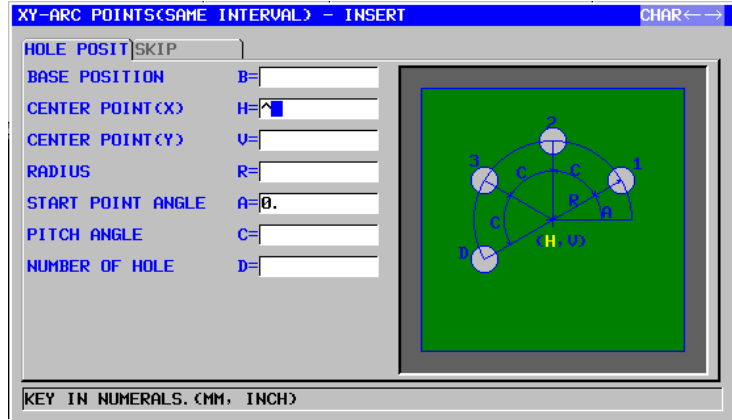 XY-ARC POINTS(SAME INTERVAL) - INSERT CHAR←→
HOLE POSIT SKIP
BASE POSITION B=
CENTER POINT(X) H=^
CENTER POINT(Y) V=
RADIUS R=
START POINT ANGLE A=0.
PITCH ANGLE C=
NUMBER OF HOLE D=
2
3 C C 1
R
C A
(H,V)
D
KEY IN NUMERALS.(MM, INCH)